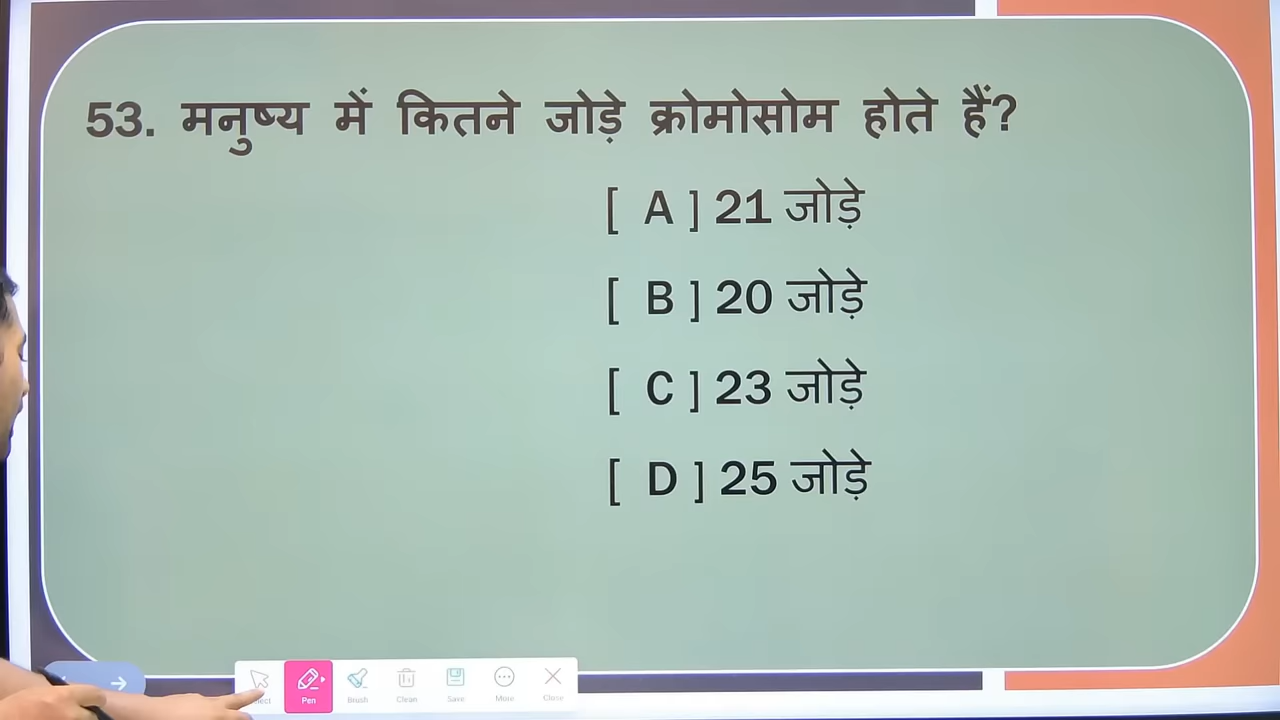 53. मनुष्य में कितने जोड़े क्रोमोसोम होते हैं?
[ A ] 21 जोड़े
[ B ] 20 जोड़े
[ C ] 23 जोड़े
[ D ] 25 जोड़े
Pen
Brush
Clean
Save
More
Close